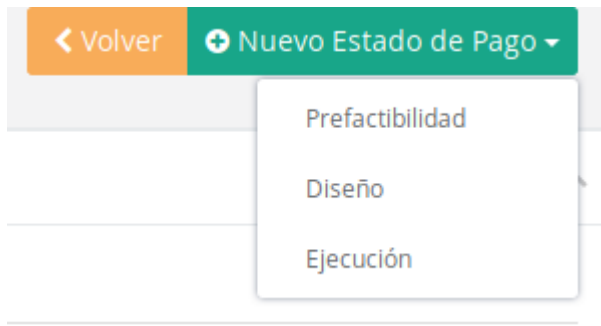 Volver
Nuevo Estado de Pago
Prefactibilidad
Diseño
Ejecución